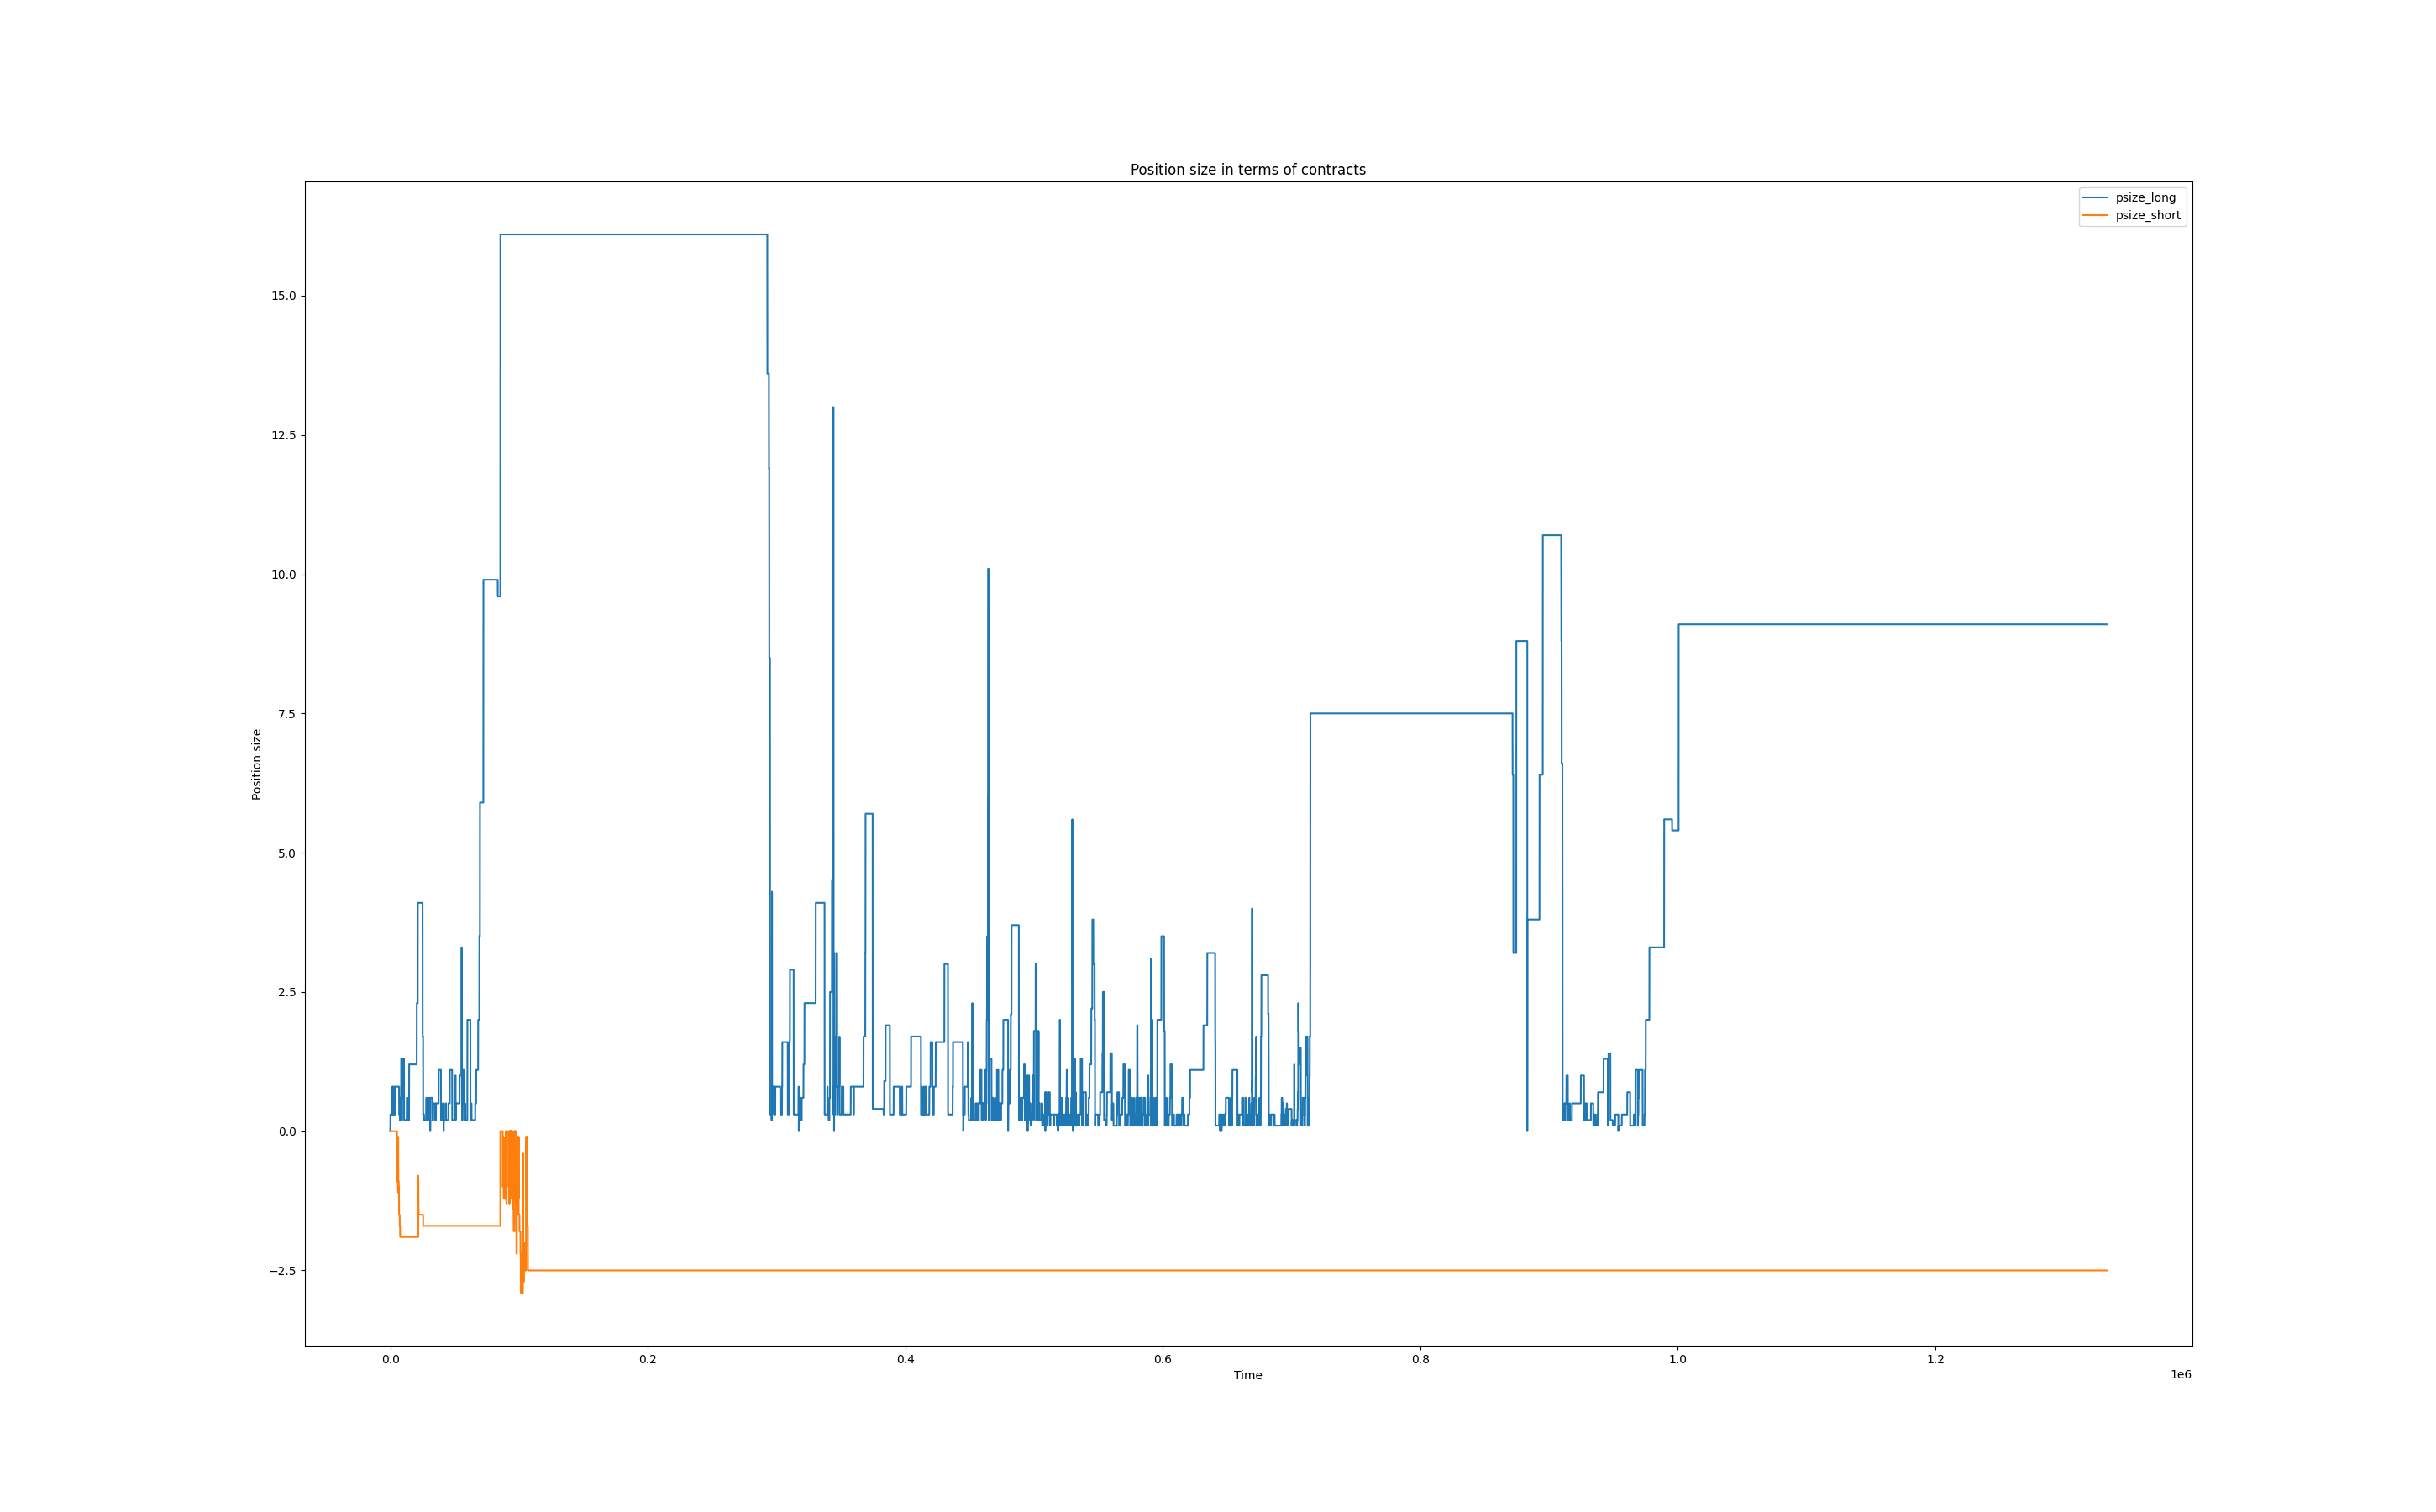 Position size in terms of contracts
psize_long
psize_short
Position size
15.0
12.5
10.0
7.5
5.0
2.5
0.0
−2.5
0.0
0.2
0.4
0.6
0.8
1.0
1.2
1e6
Time